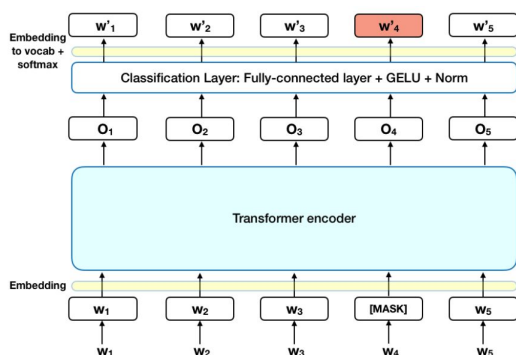 w'1 w'2 w'3 w'4 w'5
Embedding
to vocab +
softmax
Classification Layer: Fully-connected layer + GELU + Norm
O1 O2 O3 O4 O5
Transformer encoder
Embedding
W1 W2 W3 [MASK] W5
W1 W2 W3 W4 W5